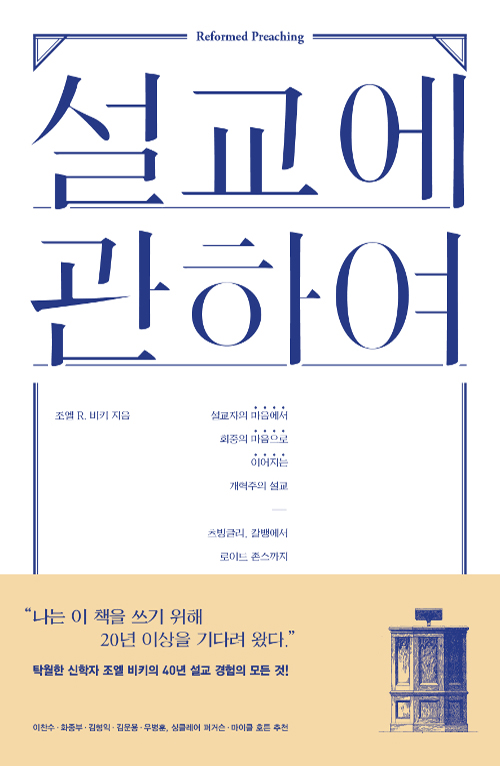 Reformed Preaching
설교에
관하여
조엘 R. 비키 지음
설교자의 마음에서
회중의 마음으로
이어지는
개혁주의 설교
츠빙글리, 칼뱅에서
로이드 존스까지
“나는 이 책을 쓰기 위해
20년 이상을 기다려 왔다.”
탁월한 신학자 조엘 비키의 40년 설교 경험의 모든 것!
이찬수 · 화종부 · 김형익 · 김운용 · 우병훈, 싱클레어 퍼거슨 · 마이클 호튼 추천